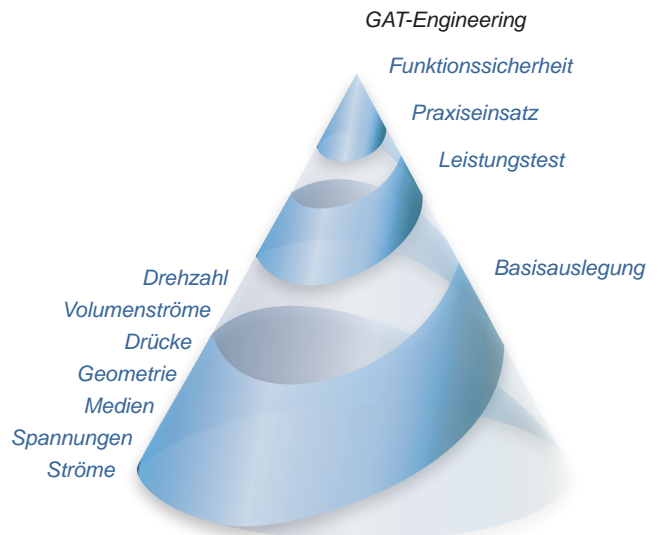 GAT-Engineering
Funktionssicherheit
Praxiseinsatz
Leistungstest
Basisauslegung
Drehzahl
Volumenströme
Drücke
Geometrie
Medien
Spannungen
Ströme